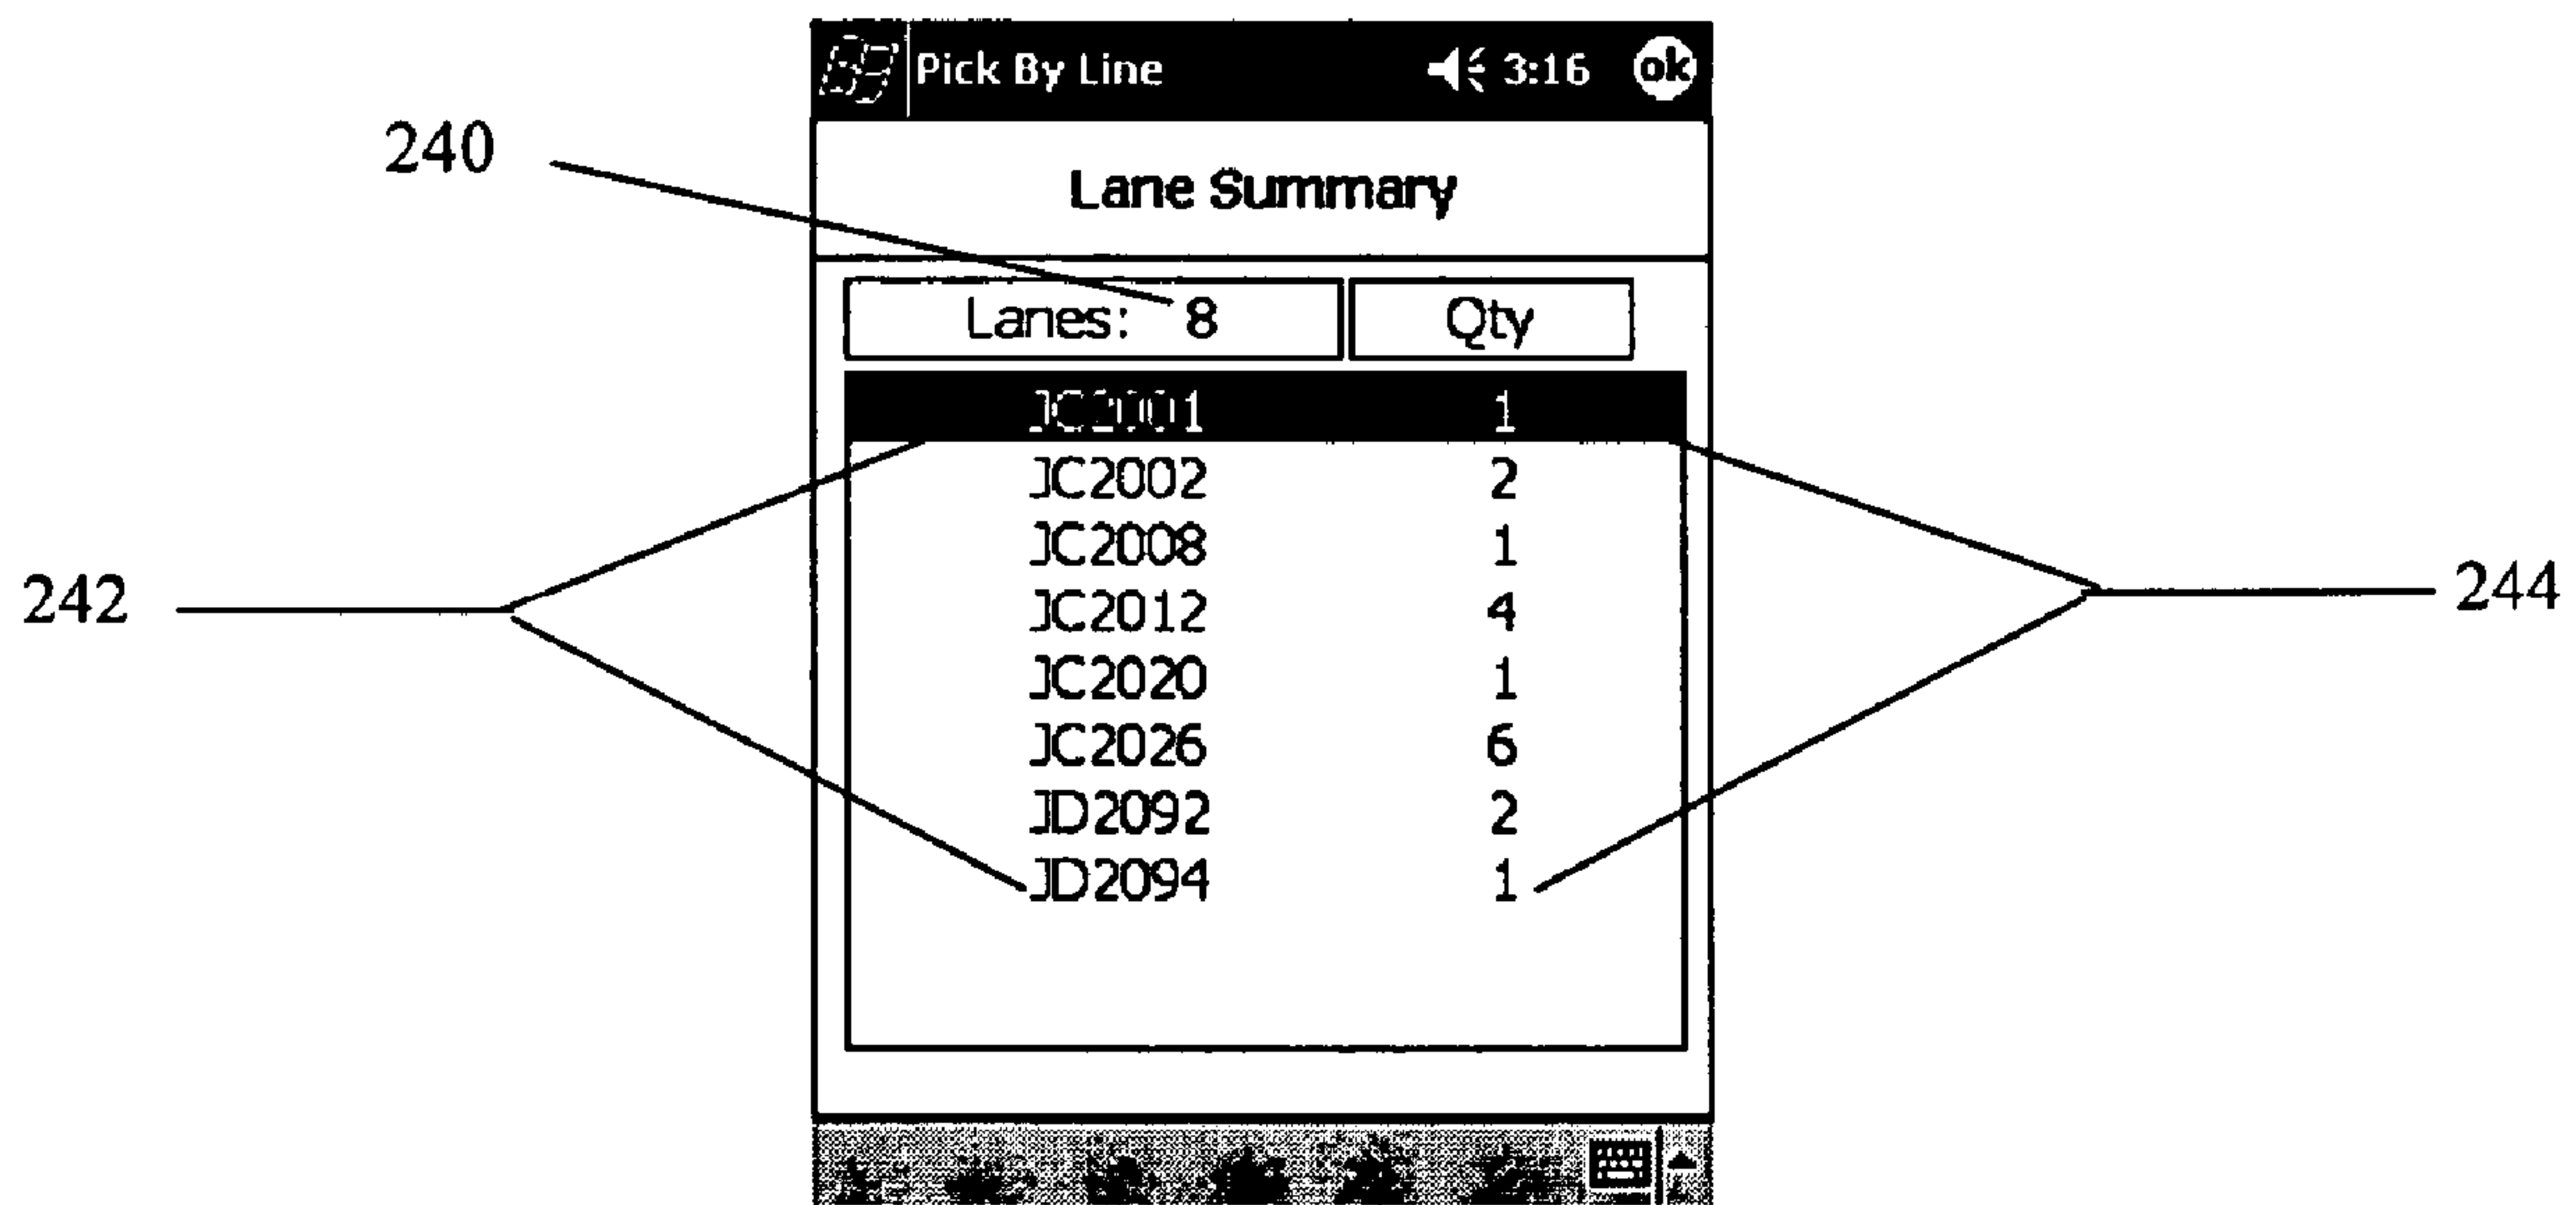 Pick By Line 3:16 ok
240
Lane Summary
Lanes: 8 Qty
JC2001 1
JC2002 2
JC2008 1
242 JC2012 4 244
JC2020 1
JC2026 6
JD2092 2
JD2094 1